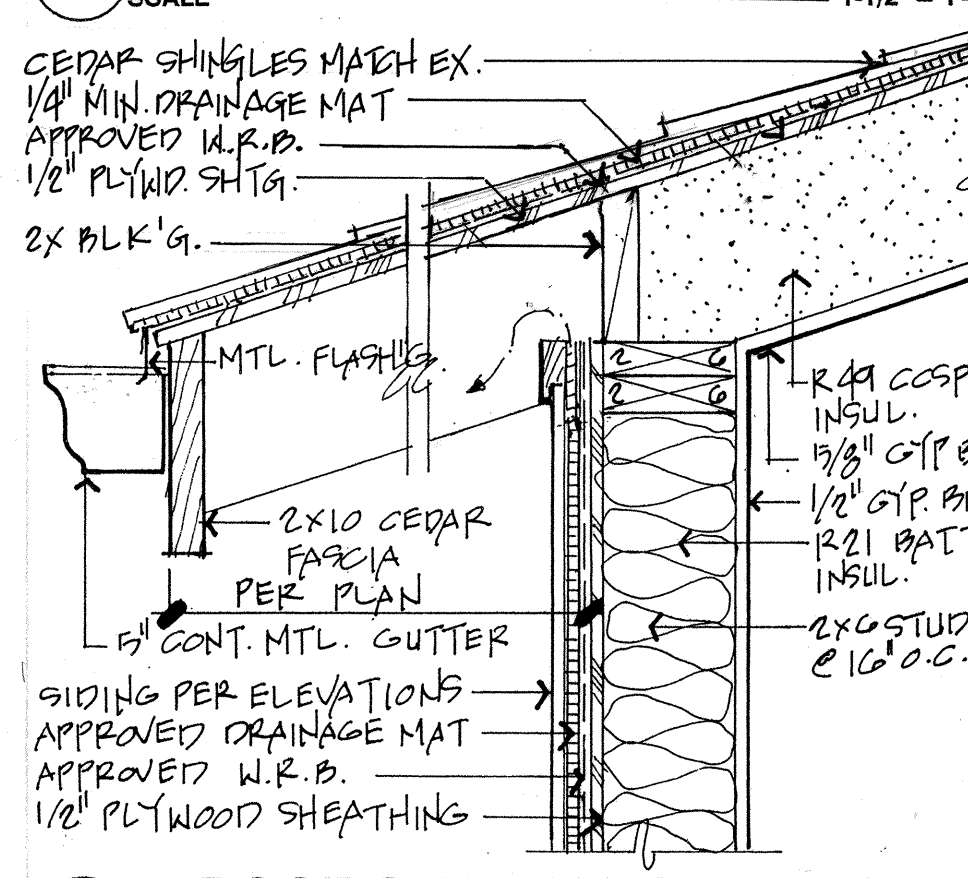 SCALE
CEDAR SHINGLES MATCH EX.
1/4" MIN. DRAINAGE MAT
APPROVED W.R.B.
1/2" PLYWD. SHTG.
2X BLK'G.
MTL. FLASH'G.
2 6
2 6
R49 CCSP
INSUL.
5/8" GYP
1/2" GYP.
R21 BATT
INSUL.
2X10 CEDAR
FASCIA
PER PLAN
5" CONT. MTL. GUTTER
2X6 STUD
@ 16" O.C.
SIDING PER ELEVATIONS
APPROVED DRAINAGE MAT
APPROVED W.R.B.
1/2" PLYWOOD SHEATHING